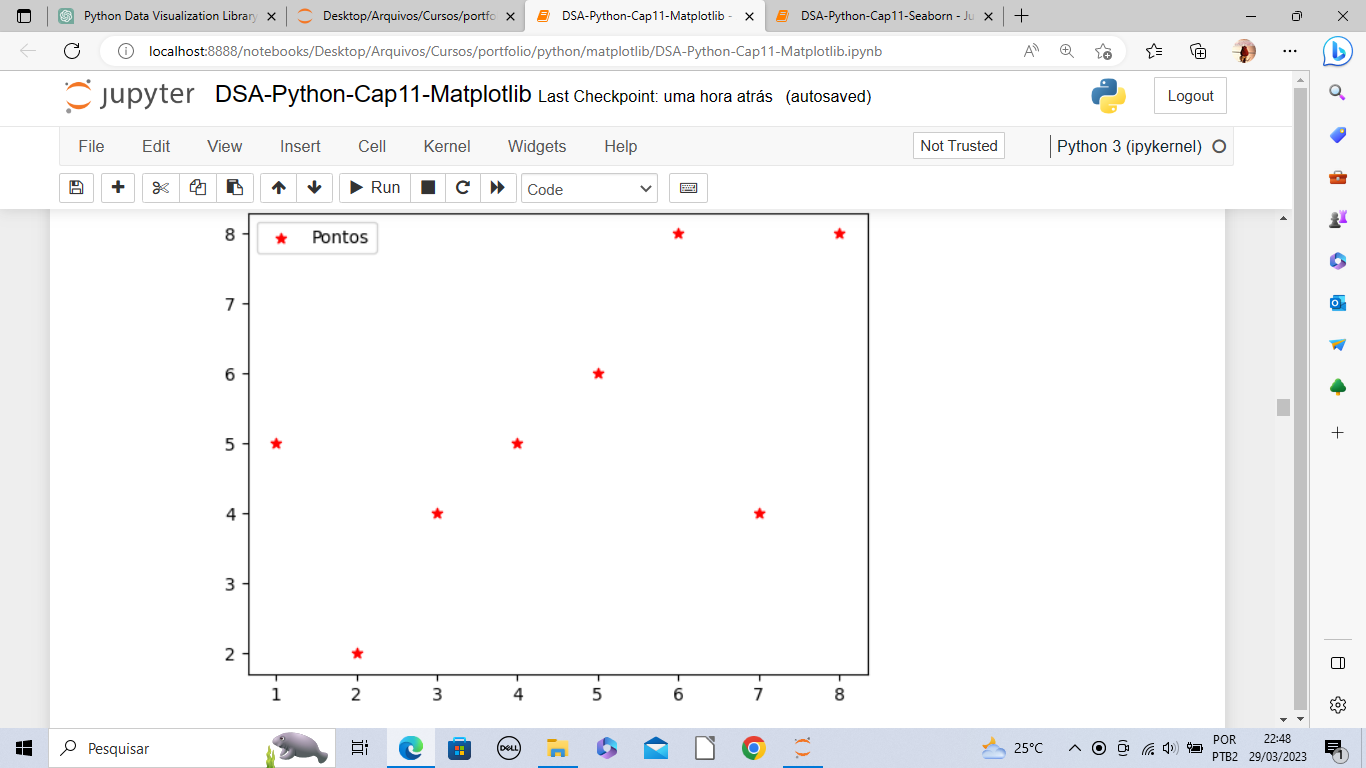 Python Data Visualization Library
Desktop/Arquivos/Cursos/portfo
DSA-Python-Cap11-Matplotlib -
DSA-Python-Cap11-Seaborn - Ju
localhost:8888/notebooks/Desktop/Arquivos/Cursos/portfolio/python/matplotlib/DSA-Python-Cap11-Matplotlib.ipynb
jupyter DSA-Python-Cap11-Matplotlib Last Checkpoint: uma hora atrás (autosaved)
Logout
File Edit View Insert Cell Kernel Widgets Help
Not Trusted
Python 3 (ipykernel)
Run
Code
Pontos
8
7
6
5
4
3
2
1 2 3 4 5 6 7 8
Pesquisar
DELL
25°C
POR
PTB2
22:48
29/03/2023
1